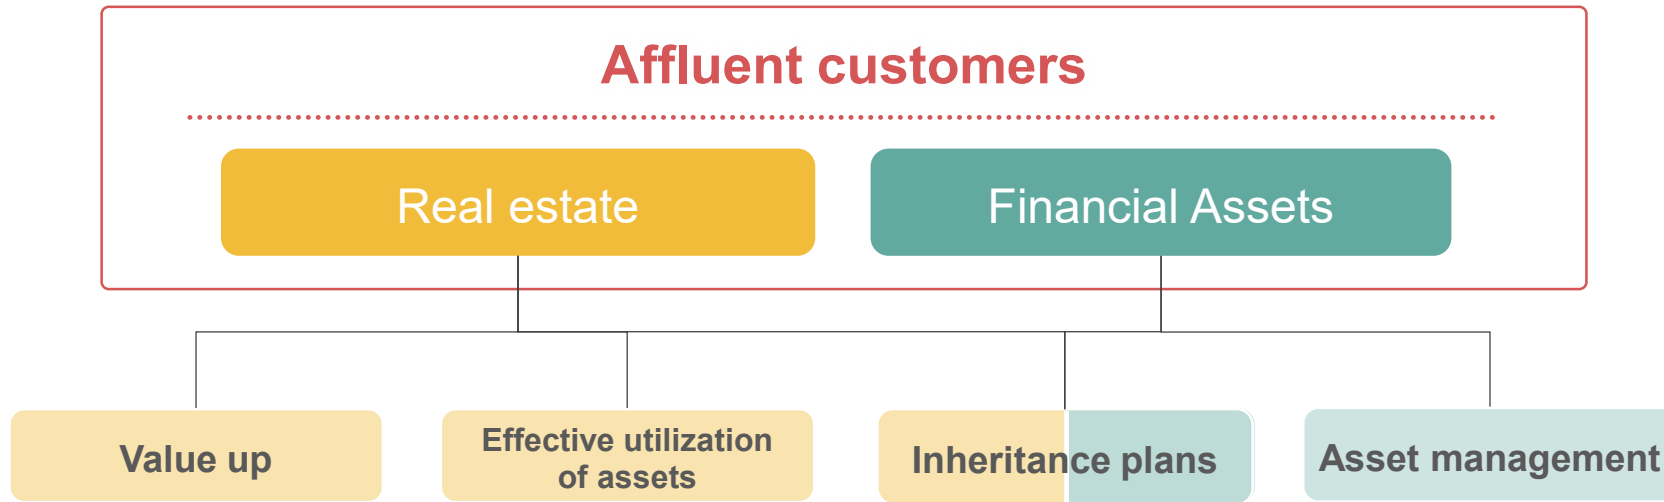 Affluent customers
Real estate
Financial Assets
Value up
Effective utilization
of assets
Inheritance plans
Asset management